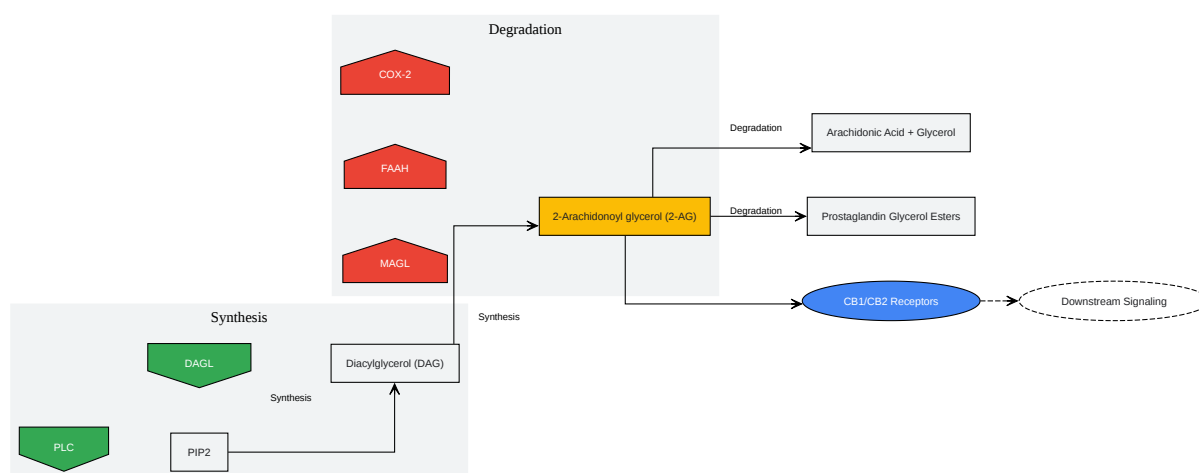 Degradation
COX-2
FAAH
MAGL
2-Arachidonoyl glycerol (2-AG)
Degradation
Arachidonic Acid + Glycerol
Degradation
Prostaglandin Glycerol Esters
CB1/CB2 Receptors
Downstream Signaling
Synthesis
Synthesis
DAGL
Diacylglycerol (DAG)
Synthesis
PLC
PIP2